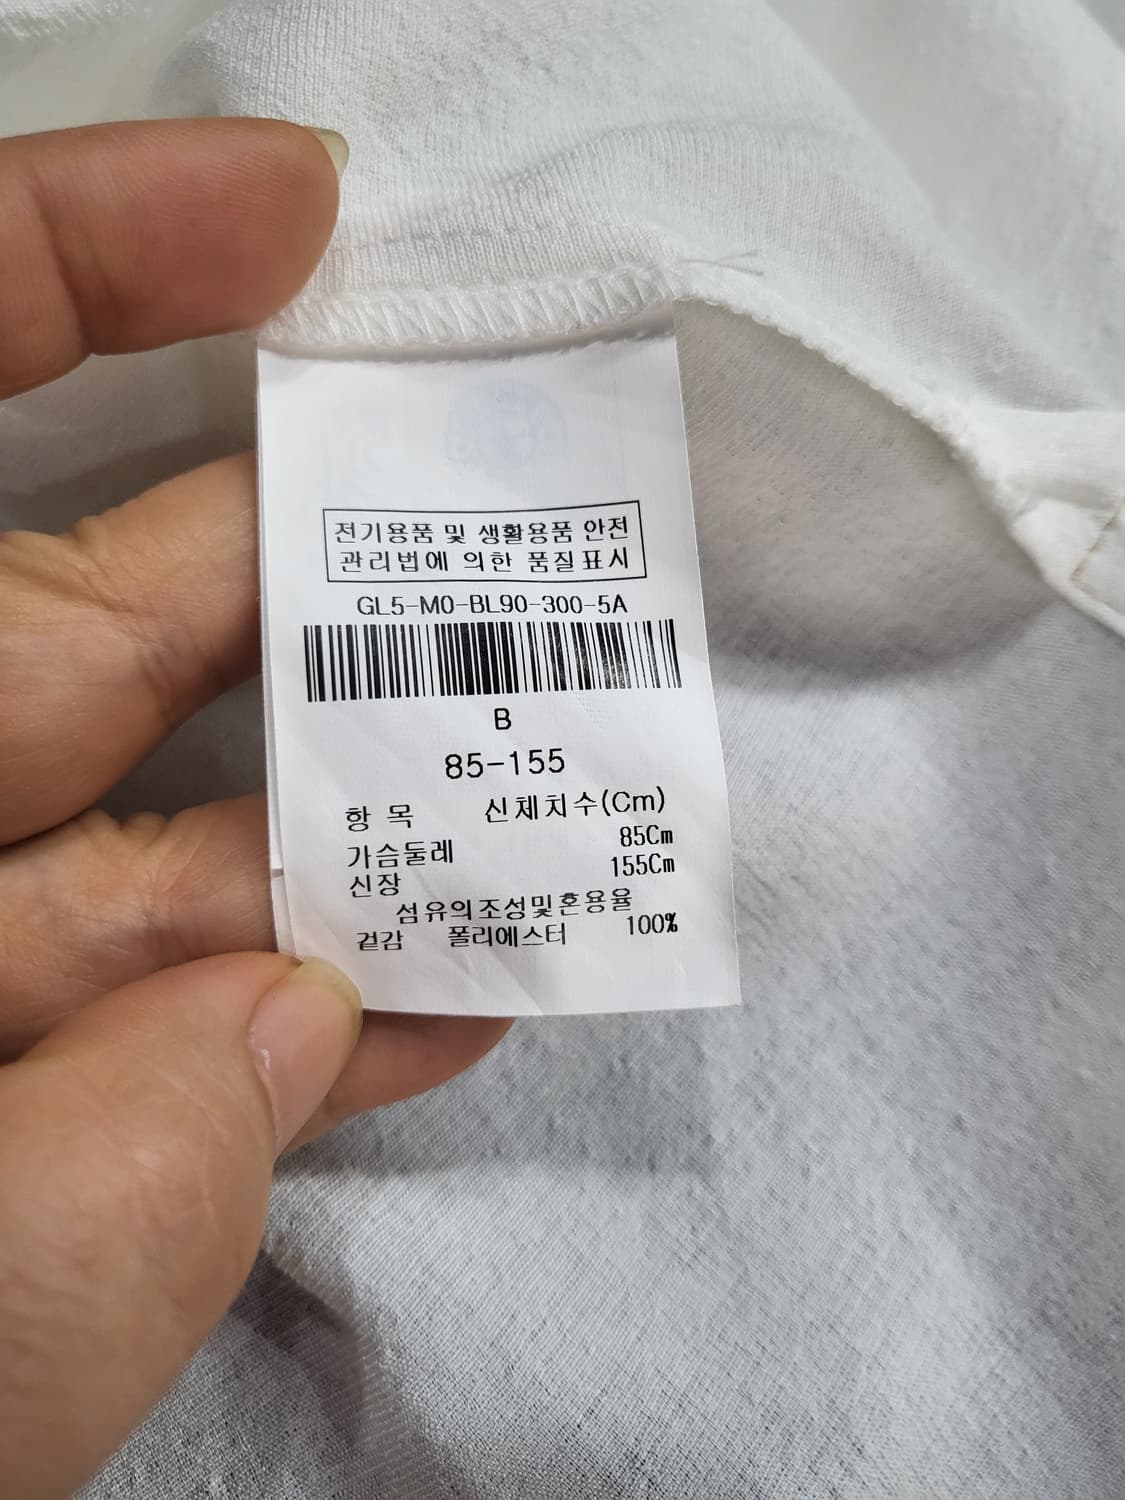 전기용품 및 생활용품 안전
관리법에 의한 품질표시
GL5-M0-BL90-300-5A
B
85-155
항 목 신체치수(Cm)
가슴둘레 85Cm
신장 155Cm
섬유의조성및혼용율
겉감 폴리에스터 100%